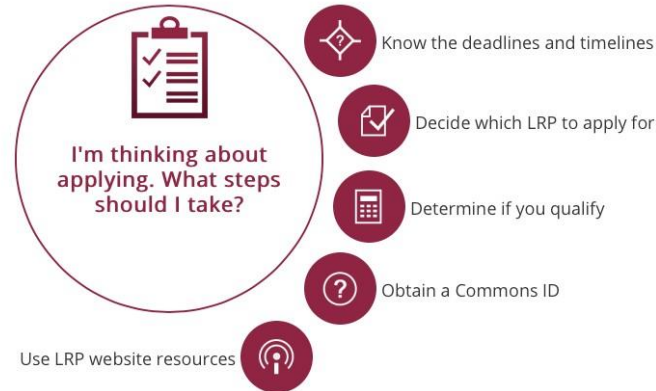 Know the deadlines and timelines
Decide which LRP to apply for
I'm thinking about
applying. What steps
should I take?
Determine if you qualify
Obtain a Commons ID
Use LRP website resources